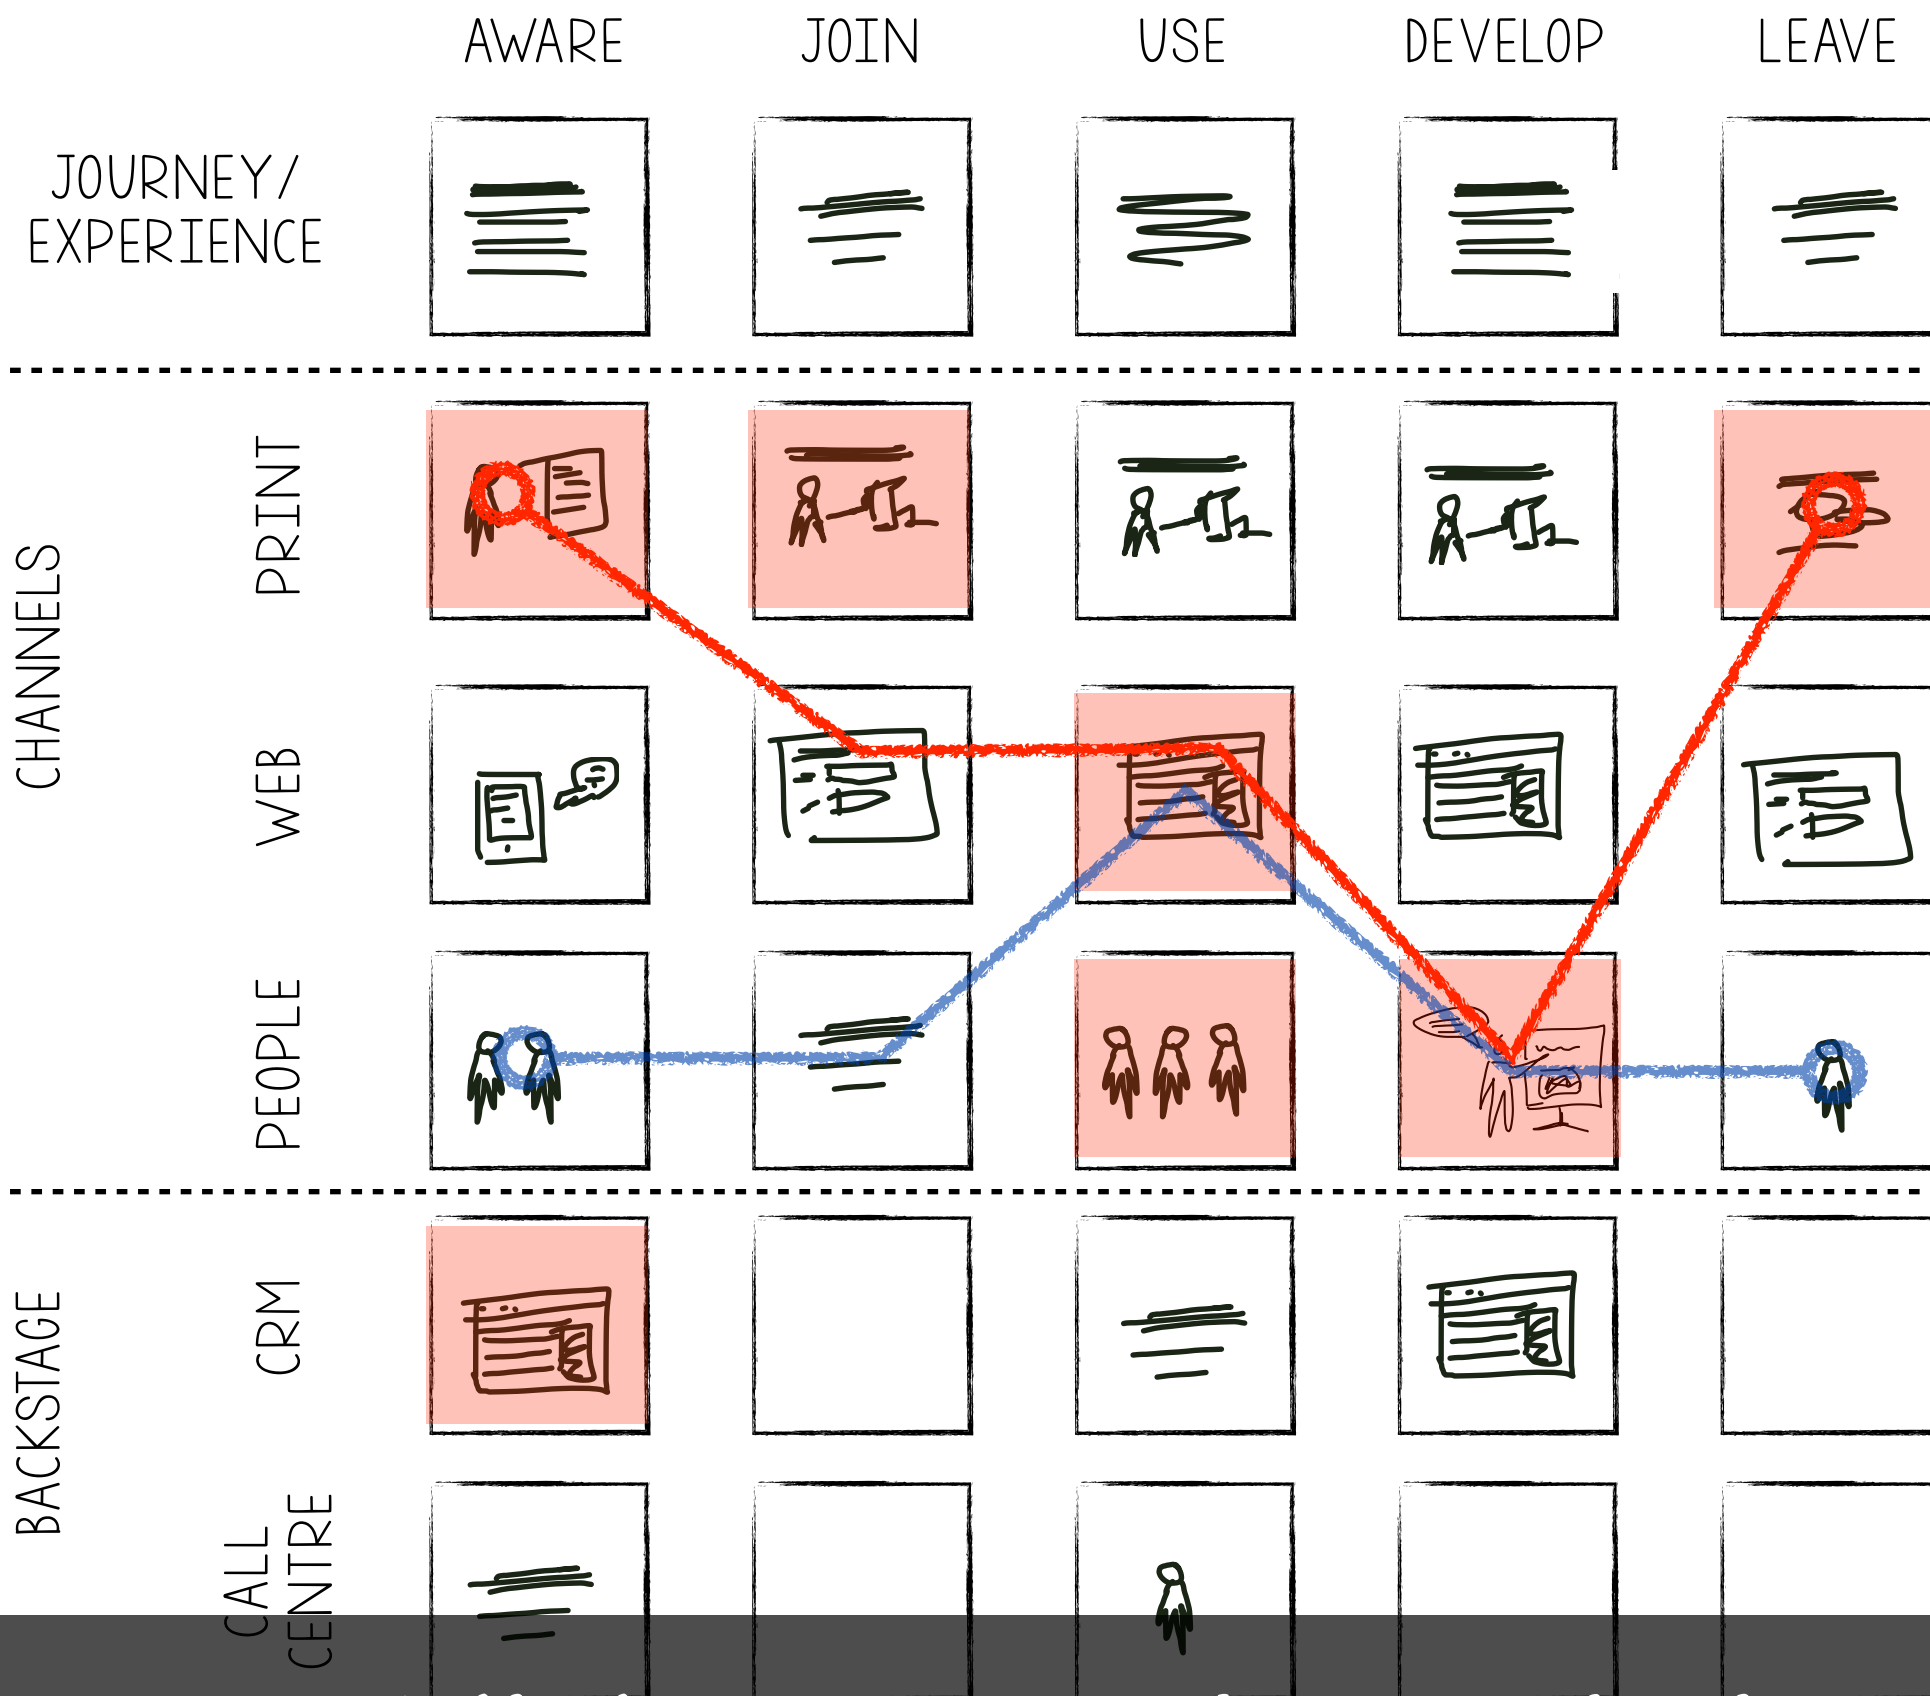 AWARE
JOIN
USE
DEVELOP
LEAVE
JOURNEY/
EXPERIENCE
CHANNELS
PRINT
WEB
PEOPLE
BACKSTAGE
CRM
CALL
CENTRE